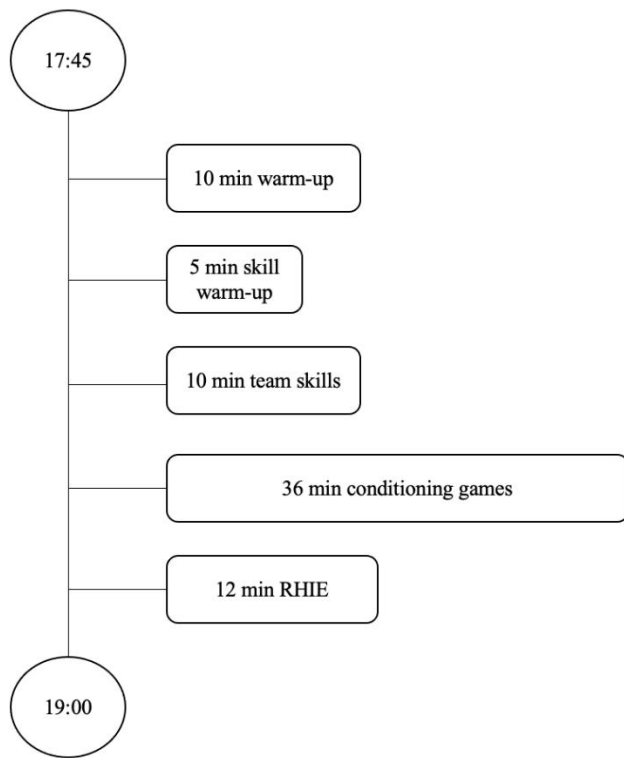 17:45
10 min warm-up
5 min skill
warm-up
10 min team skills
36 min conditioning games
12 min RHIE
19:00